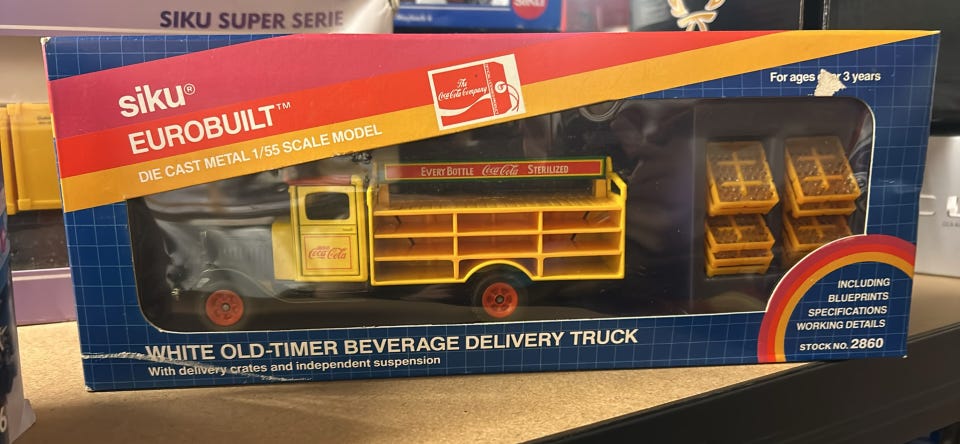 SIKU SUPER SERIE
siku®
EUROBUILT™
DIE CAST METAL 1/55 SCALE MODEL
The
Coca-Cola Company
For ages over 3 years
EVERY BOTTLE Coca-Cola STERILIZED
Coca-Cola
INCLUDING
BLUEPRINTS
SPECIFICATIONS
WORKING DETAILS
STOCK NO. 2860
WHITE OLD-TIMER BEVERAGE DELIVERY TRUCK
With delivery crates and independent suspension